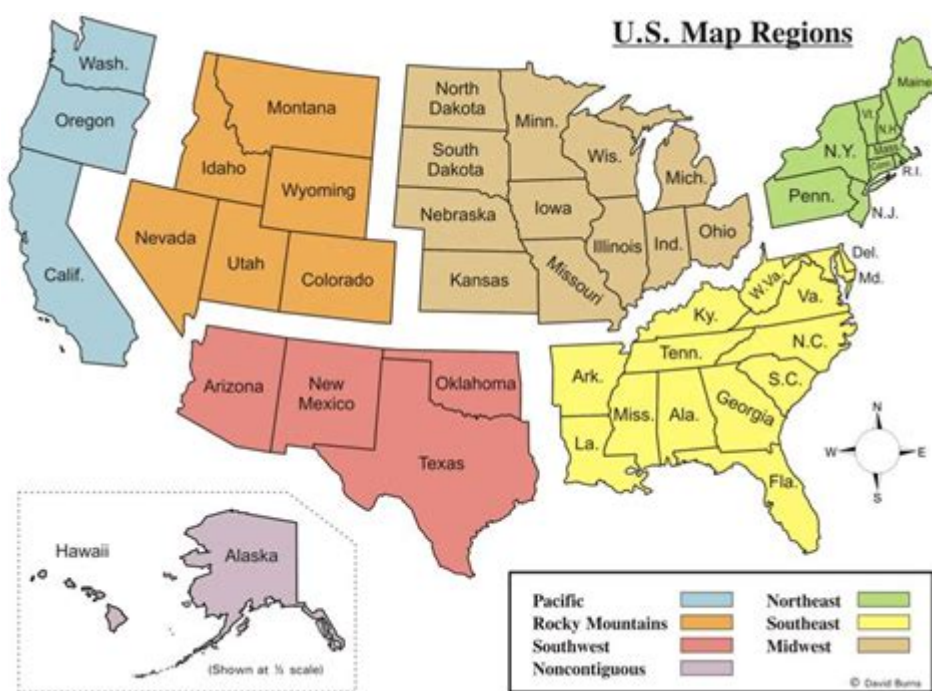 U.S. Map Regions
Wash.
Oregon
Calif.
Montana
Idaho
Wyoming
Nevada
Utah
Colorado
North
Dakota
South
Dakota
Nebraska
Kansas
Minn.
Iowa
Missouri
Wis.
Illinois
Mich.
Ind.
Ohio
Maine
Vt.
N.H.
Mass.
Conn.
R.I.
N.Y.
Penn.
N.J.
Del.
Md.
W.Va.
Va.
Ky.
Tenn.
N.C.
S.C.
Ark.
La.
Miss.
Ala.
Georgia
Fla.
Arizona
New
Mexico
Oklahoma
Texas
N
W
E
S
Hawaii
Alaska
(Shown at ½ scale)
Pacific
Rocky Mountains
Southwest
Noncontiguous
Northeast
Southeast
Midwest
© David Burns